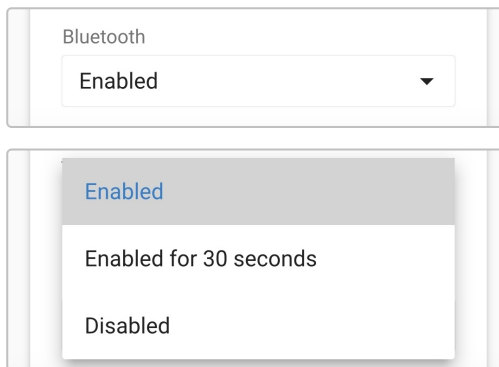 Bluetooth
Enabled
Enabled
Enabled for 30 seconds
Disabled